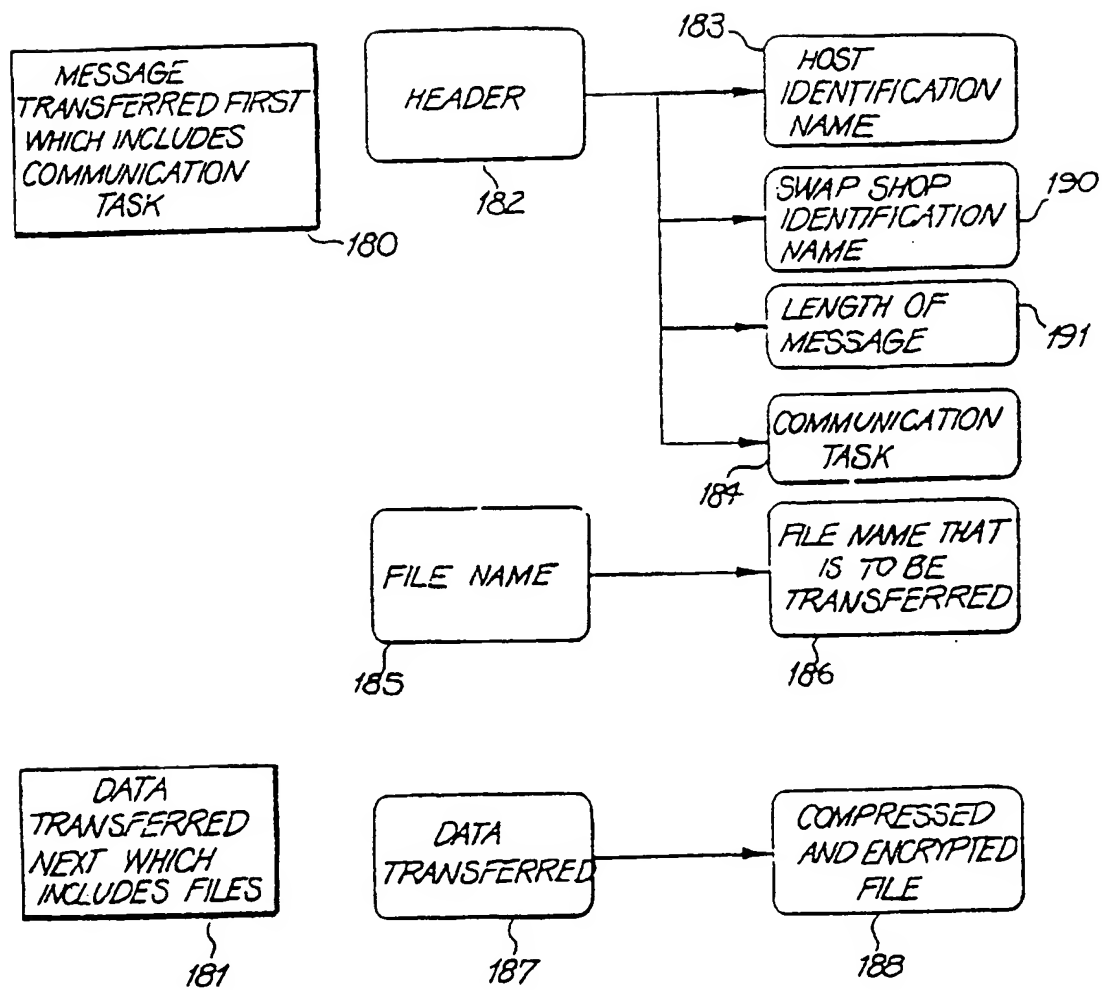 MESSAGE
TRANSFERRED FIRST
WHICH INCLUDES
COMMUNICATION
TASK
180
HEADER
182
183
HOST
IDENTIFICATION
NAME
SWAP SHOP
IDENTIFICATION
NAME
190
LENGTH OF
MESSAGE
191
COMMUNICATION
TASK
184
FILE NAME
185
FILE NAME THAT
IS TO BE
TRANSFERRED
186
DATA
TRANSFERRED
NEXT WHICH
INCLUDES FILES
181
DATA
TRANSFERRED
187
COMPRESSED
AND ENCRYPTED
FILE
188